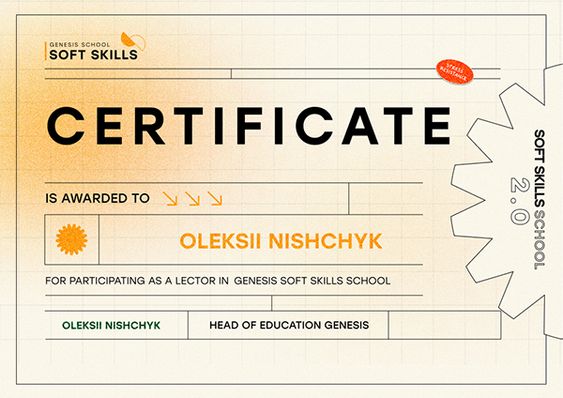 GENESIS SCHOOL
SOFT SKILLS
STRESS
RESISTANCE
CERTIFICATE
IS AWARDED TO
OLEKSII NISHCHYK
FOR PARTICIPATING AS A LECTOR IN GENESIS SOFT SKILLS SCHOOL
OLEKSII NISHCHYK
HEAD OF EDUCATION GENESIS
SOFT SKILLS SCHOOL
2.0